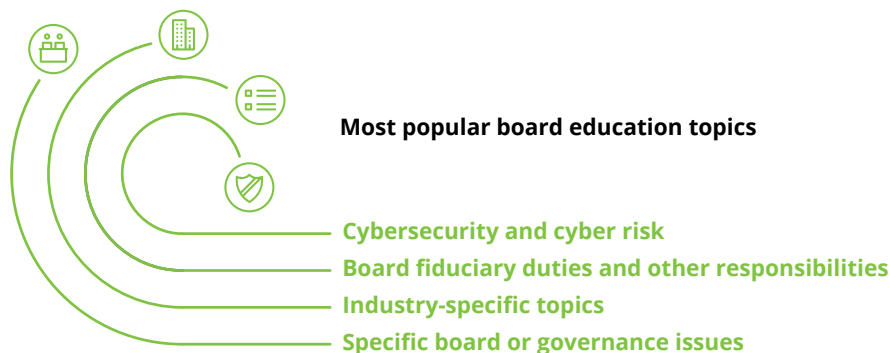 Most popular board education topics
Cybersecurity and cyber risk
Board fiduciary duties and other responsibilities
Industry-specific topics
Specific board or governance issues